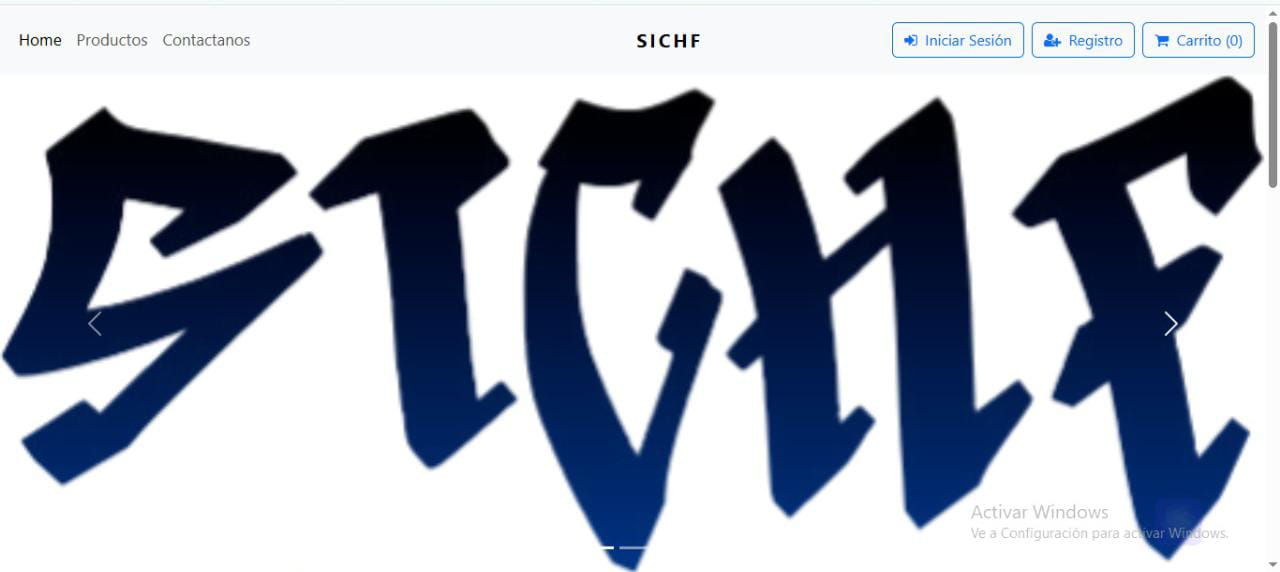 Home Productos Contactanos SICHF Iniciar Sesión Registro Carrito (0)
SICHF
Activar Windows
Ve a Configuración para activar Windows.